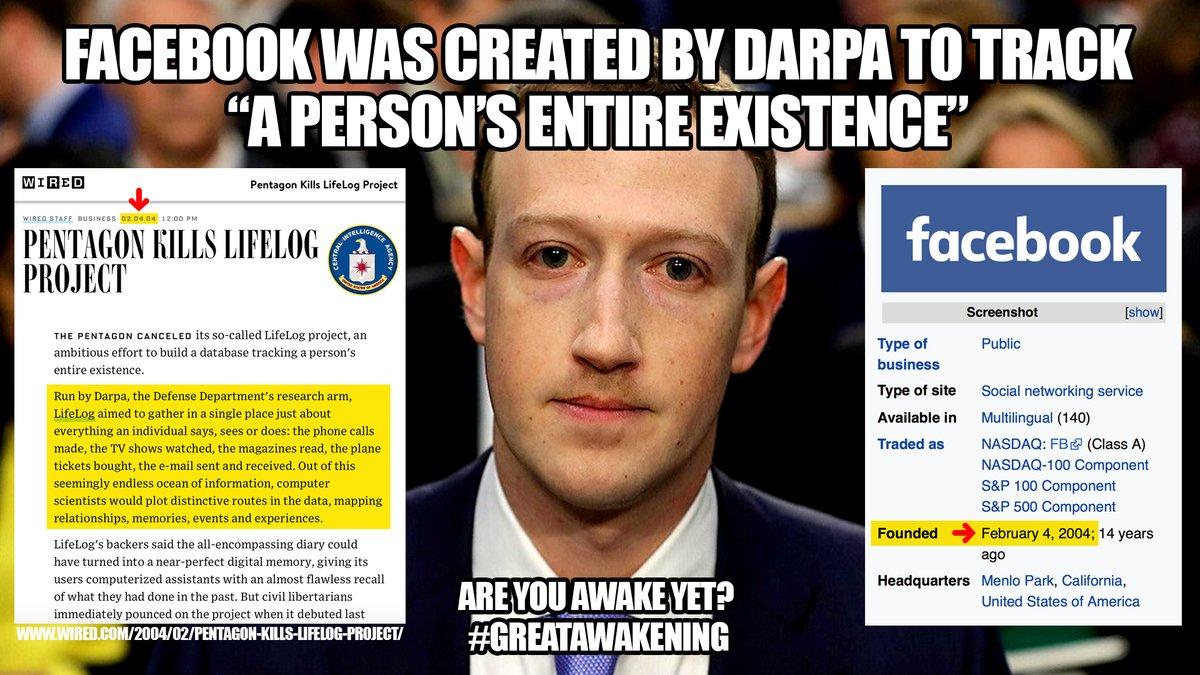 FACEBOOK WAS CREATED BY DARPA TO TRACK
“A PERSON’S ENTIRE EXISTENCE”
WIRED
Pentagon Kills LifeLog Project
WIRED STAFF BUSINESS 02.04.04 12:00 PM
PENTAGON KILLS LIFELOG
PROJECT
CENTRAL INTELLIGENCE AGENCY
UNITED STATES OF AMERICA
THE PENTAGON CANCELED its so-called LifeLog project, an
ambitious effort to build a database tracking a person's
entire existence.
Run by Darpa, the Defense Department's research arm,
LifeLog aimed to gather in a single place just about
everything an individual says, sees or does: the phone calls
made, the TV shows watched, the magazines read, the plane
tickets bought, the e-mail sent and received. Out of this
seemingly endless ocean of information, computer
scientists would plot distinctive routes in the data, mapping
relationships, memories, events and experiences.
LifeLog's backers said the all-encompassing diary could
have turned into a near-perfect digital memory, giving its
users computerized assistants with an almost flawless recall
of what they had done in the past. But civil libertarians
immediately pounced on the project when it debuted last
WWW.WIRED.COM/2004/02/PENTAGON-KILLS-LIFELOG-PROJECT/
facebook
Screenshot [show]
Type of business Public
Type of site Social networking service
Available in Multilingual (140)
Traded as NASDAQ: FB (Class A)
NASDAQ-100 Component
S&P 100 Component
S&P 500 Component
Founded February 4, 2004; 14 years
ago
Headquarters Menlo Park, California,
United States of America
ARE YOU AWAKE YET?
#GREATAWAKENING